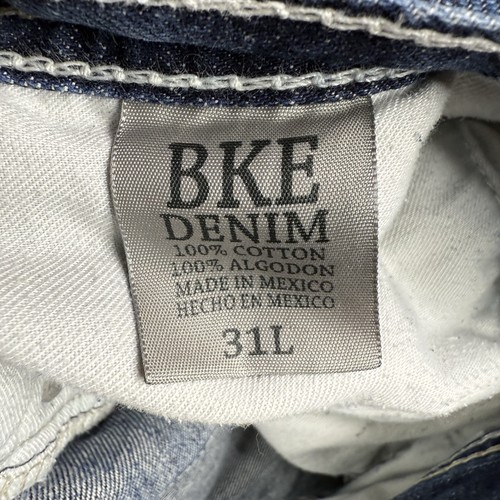 BKE
DENIM
100% COTTON
100% ALGODON
MADE IN MEXICO
HECHO EN MEXICO
31L